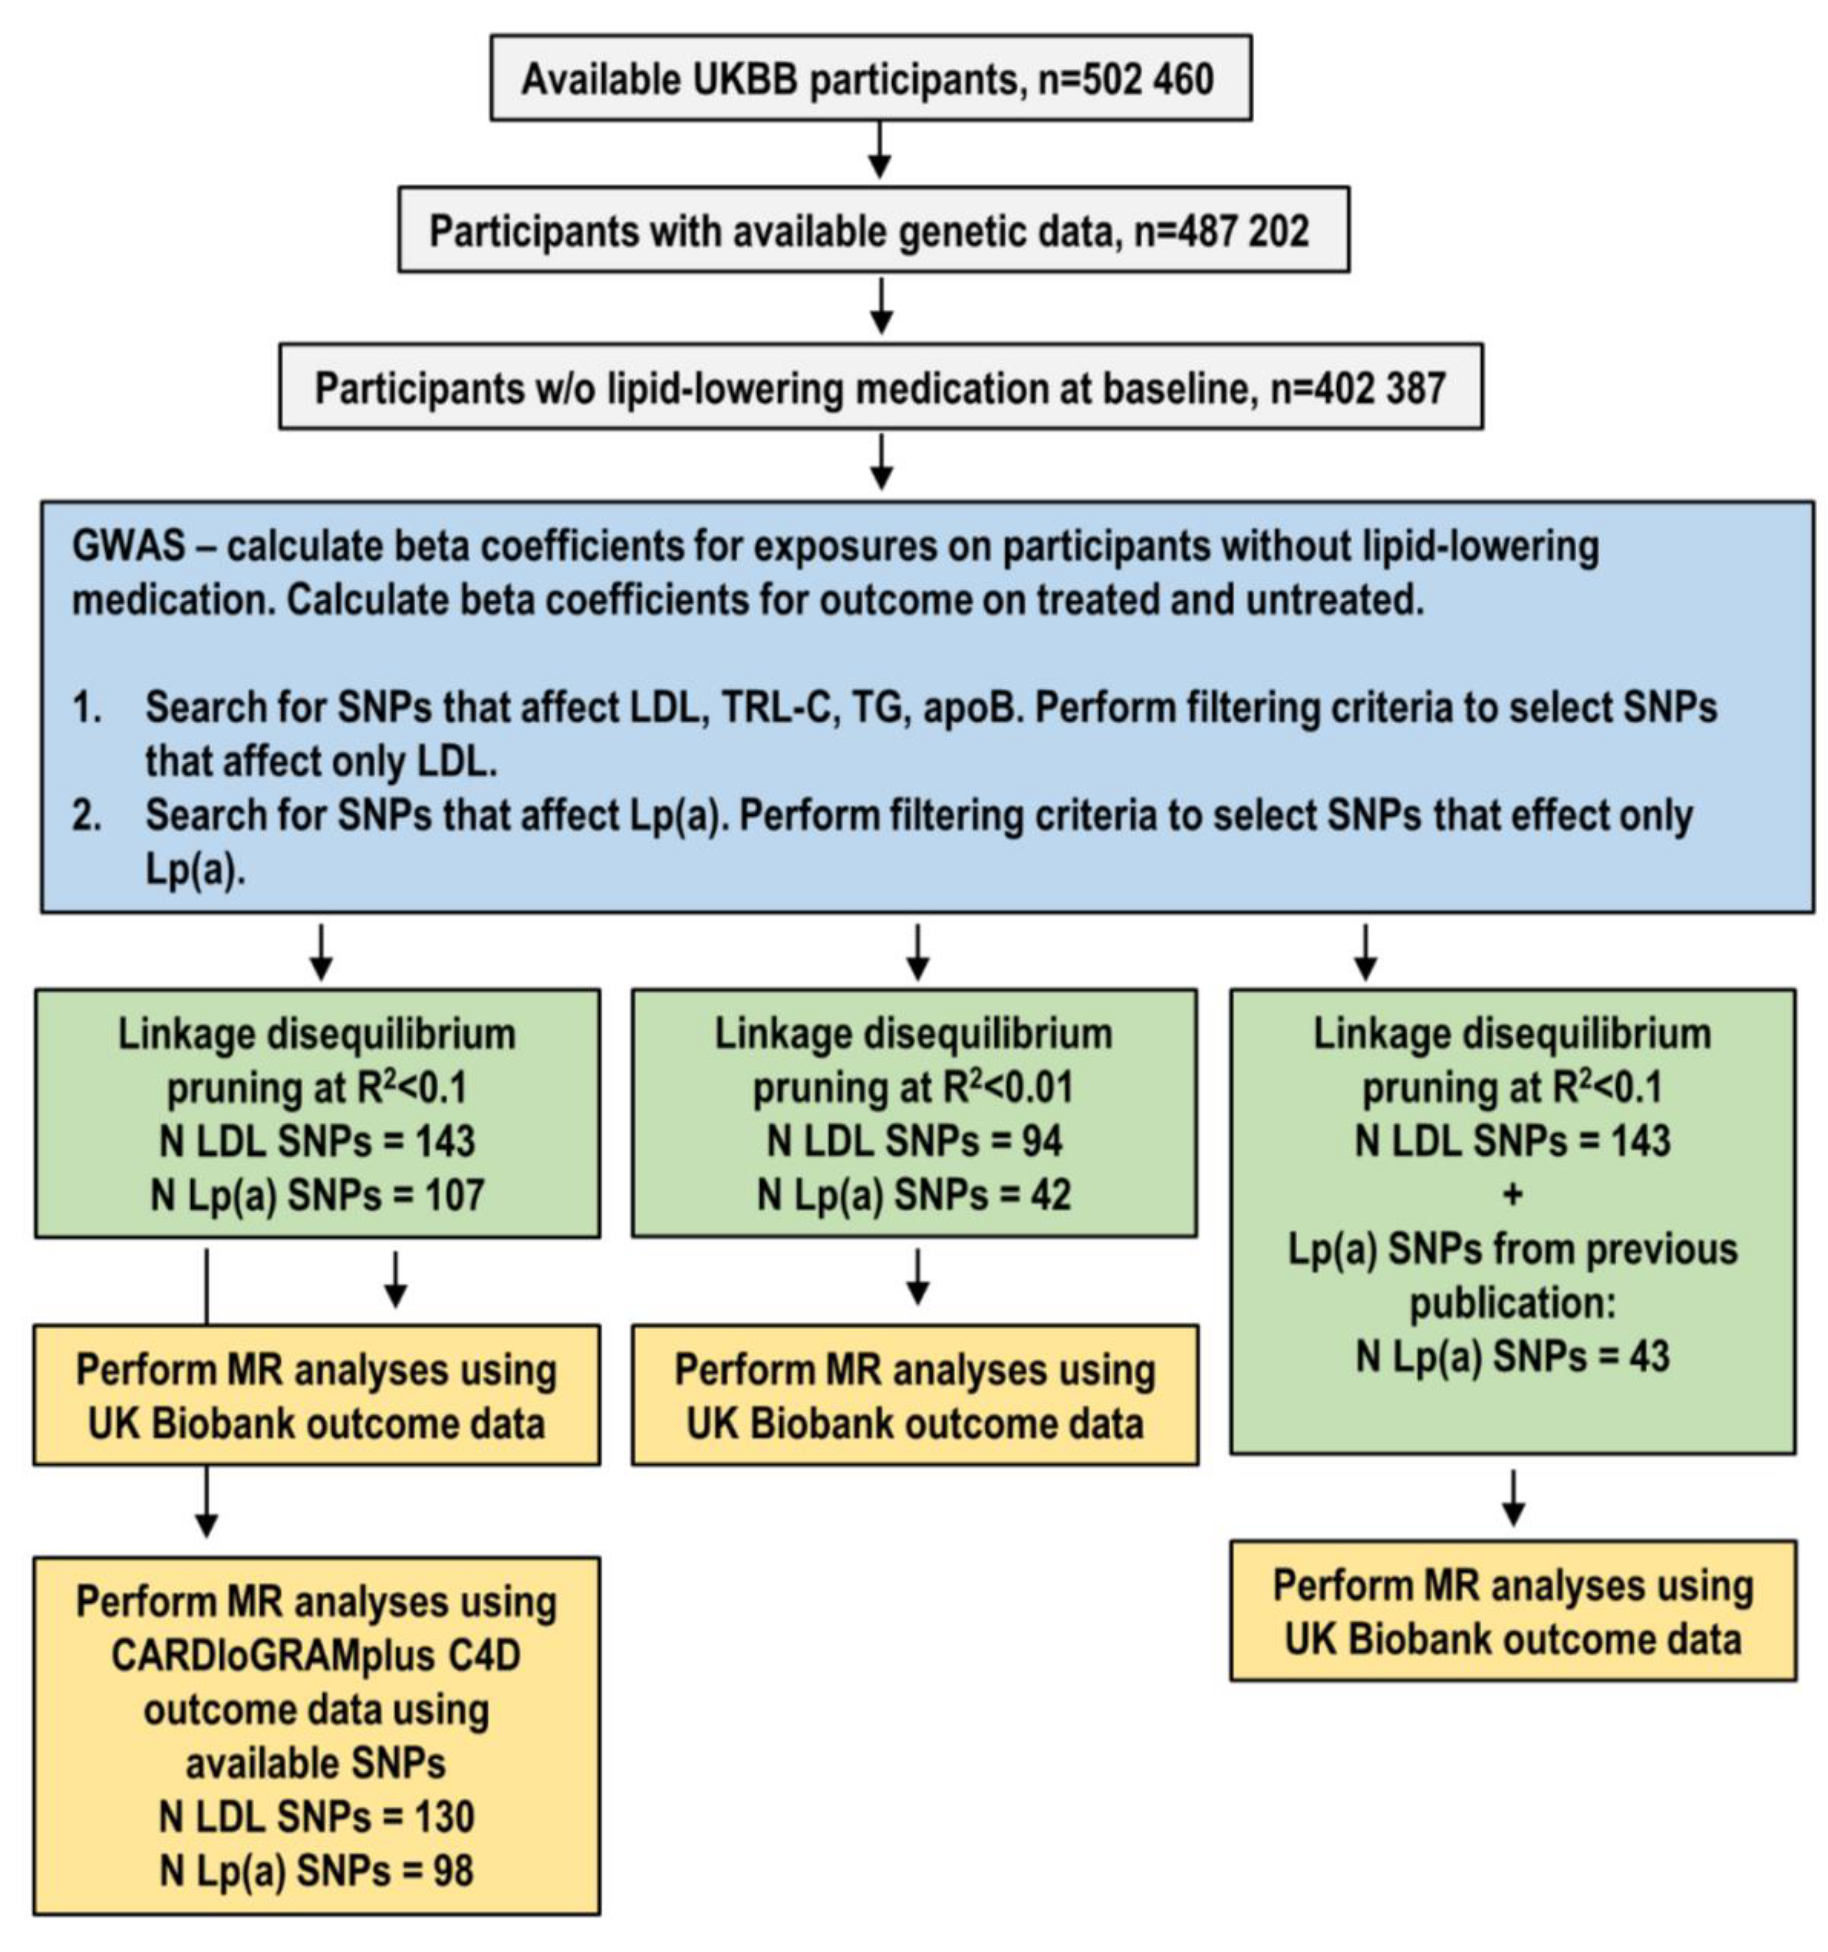 Available UKBB participants, n=502 460
Participants with available genetic data, n=487 202
Participants w/o lipid-lowering medication at baseline, n=402 387
GWAS – calculate beta coefficients for exposures on participants without lipid-lowering
medication. Calculate beta coefficients for outcome on treated and untreated.
1. Search for SNPs that affect LDL, TRL-C, TG, apoB. Perform filtering criteria to select SNPs
that affect only LDL.
2. Search for SNPs that affect Lp(a). Perform filtering criteria to select SNPs that effect only
Lp(a).
Linkage disequilibrium
pruning at R²<0.1
N LDL SNPs = 143
N Lp(a) SNPs = 107
Linkage disequilibrium
pruning at R²<0.01
N LDL SNPs = 94
N Lp(a) SNPs = 42
Linkage disequilibrium
pruning at R²<0.1
N LDL SNPs = 143
+
Lp(a) SNPs from previous
publication:
N Lp(a) SNPs = 43
Perform MR analyses using
UK Biobank outcome data
Perform MR analyses using
UK Biobank outcome data
Perform MR analyses using
UK Biobank outcome data
Perform MR analyses using
CARDIoGRAMplus C4D
outcome data using
available SNPs
N LDL SNPs = 130
N Lp(a) SNPs = 98